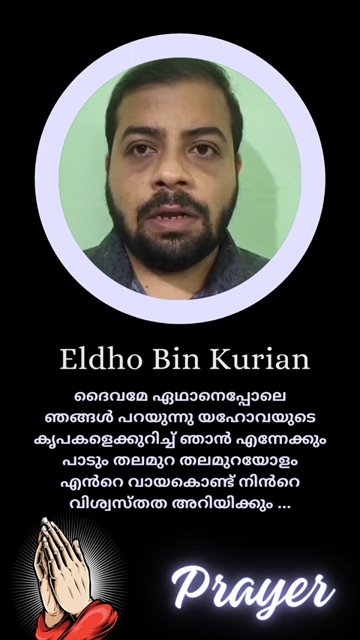 Eldho Bin Kurian
ദൈവമേ ഏഥാനെപ്പോലെ
ഞങ്ങൾ പറയുന്നു യഹോവയുടെ
കൃപകളെക്കുറിച്ച് ഞാൻ എന്നേക്കും
പാടും തലമുറ തലമുറയോളം
എൻറെ വായകൊണ്ട് നിൻറെ
വിശ്വസ്തത അറിയിക്കും ...
Prayer